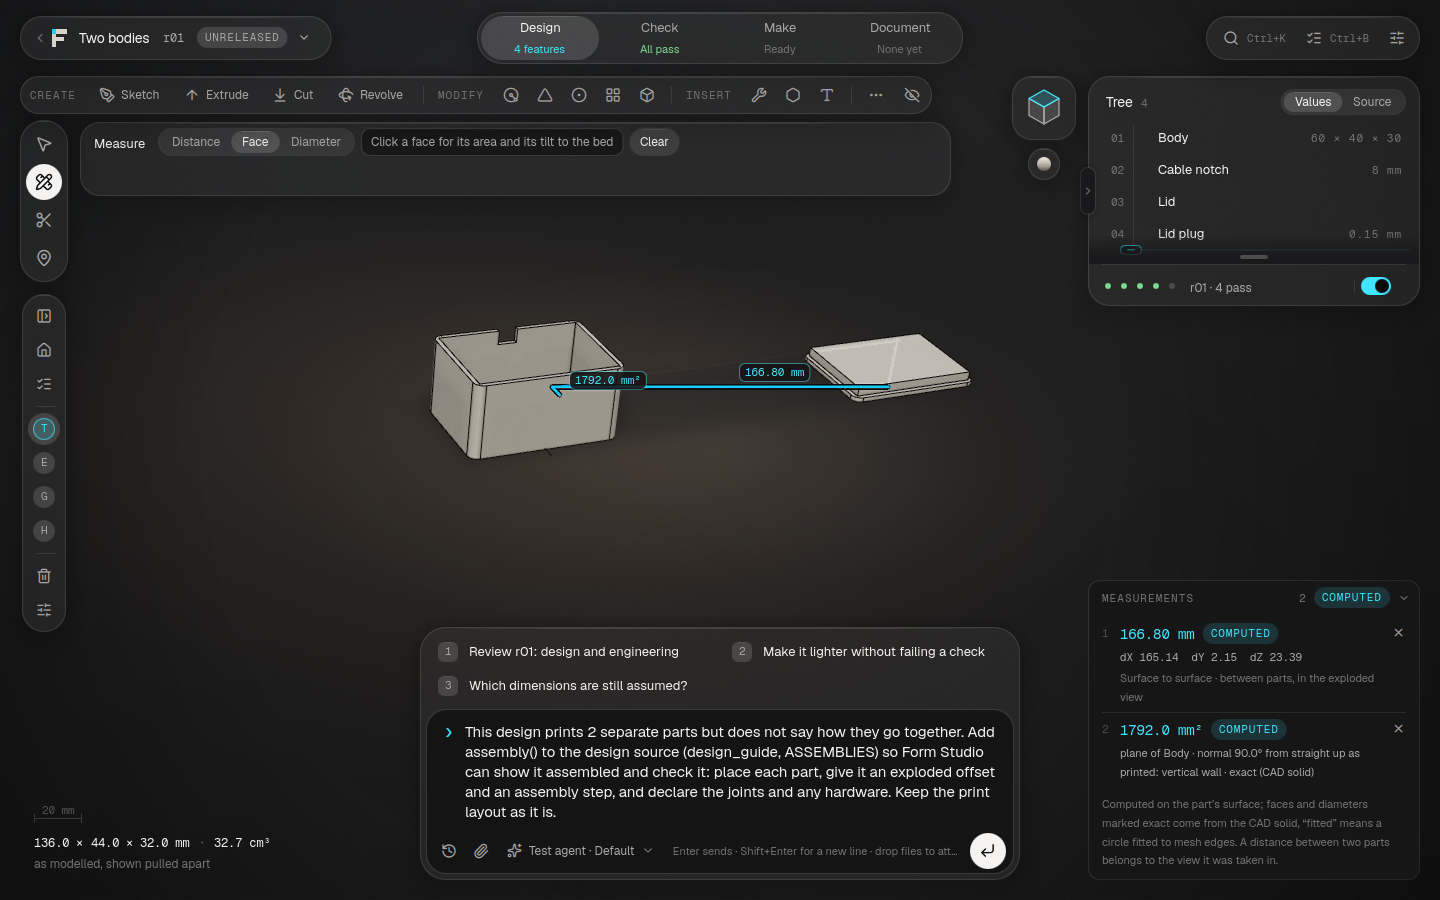 Two bodies r01 UNRELEASED
Design
4 features
Check
All pass
Make
Ready
Document
None yet
Ctrl+K
Ctrl+B
CREATE Sketch Extrude Cut Revolve MODIFY INSERT
Measure Distance Face Diameter Click a face for its area and its tilt to the bed Clear
Tree 4 Values Source
01 Body 60 × 40 × 30
02 Cable notch 8 mm
03 Lid
04 Lid plug 0.15 mm
r01 · 4 pass
T
E
G
H
1792.0 mm²
166.80 mm
1 Review r01: design and engineering
2 Make it lighter without failing a check
3 Which dimensions are still assumed?
This design prints 2 separate parts but does not say how they go together. Add
assembly() to the design source (design_guide, ASSEMBLIES) so Form Studio
can show it assembled and check it: place each part, give it an exploded offset
and an assembly step, and declare the joints and any hardware. Keep the print
layout as it is.
Test agent · Default Enter sends · Shift+Enter for a new line · drop files to att...
20 mm
136.0 × 44.0 × 32.0 mm · 32.7 cm³
as modelled, shown pulled apart
MEASUREMENTS 2 COMPUTED
1 166.80 mm COMPUTED
dX 165.14 dY 2.15 dZ 23.39
Surface to surface · between parts, in the exploded
view
2 1792.0 mm² COMPUTED
plane of Body · normal 90.0° from straight up as
printed: vertical wall · exact (CAD solid)
Computed on the part's surface; faces and diameters
marked exact come from the CAD solid, “fitted” means a
circle fitted to mesh edges. A distance between two parts
belongs to the view it was taken in.